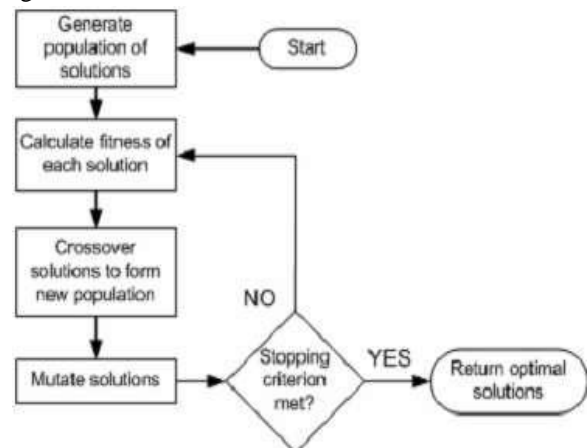 Generate
population of
solutions
Start
Calculate fitness of
each solution
Crossover
solutions to form
new population
NO
Mutate solutions
Stopping
criterion
met?
YES
Return optimal
solutions